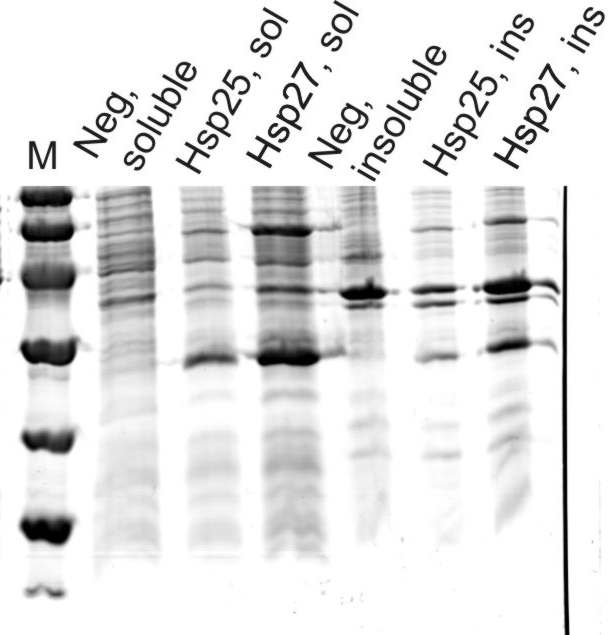 M
Neg,
soluble
Hsp25, sol
Hsp27, sol
Neg,
insoluble
Hsp25, ins
Hsp27, ins